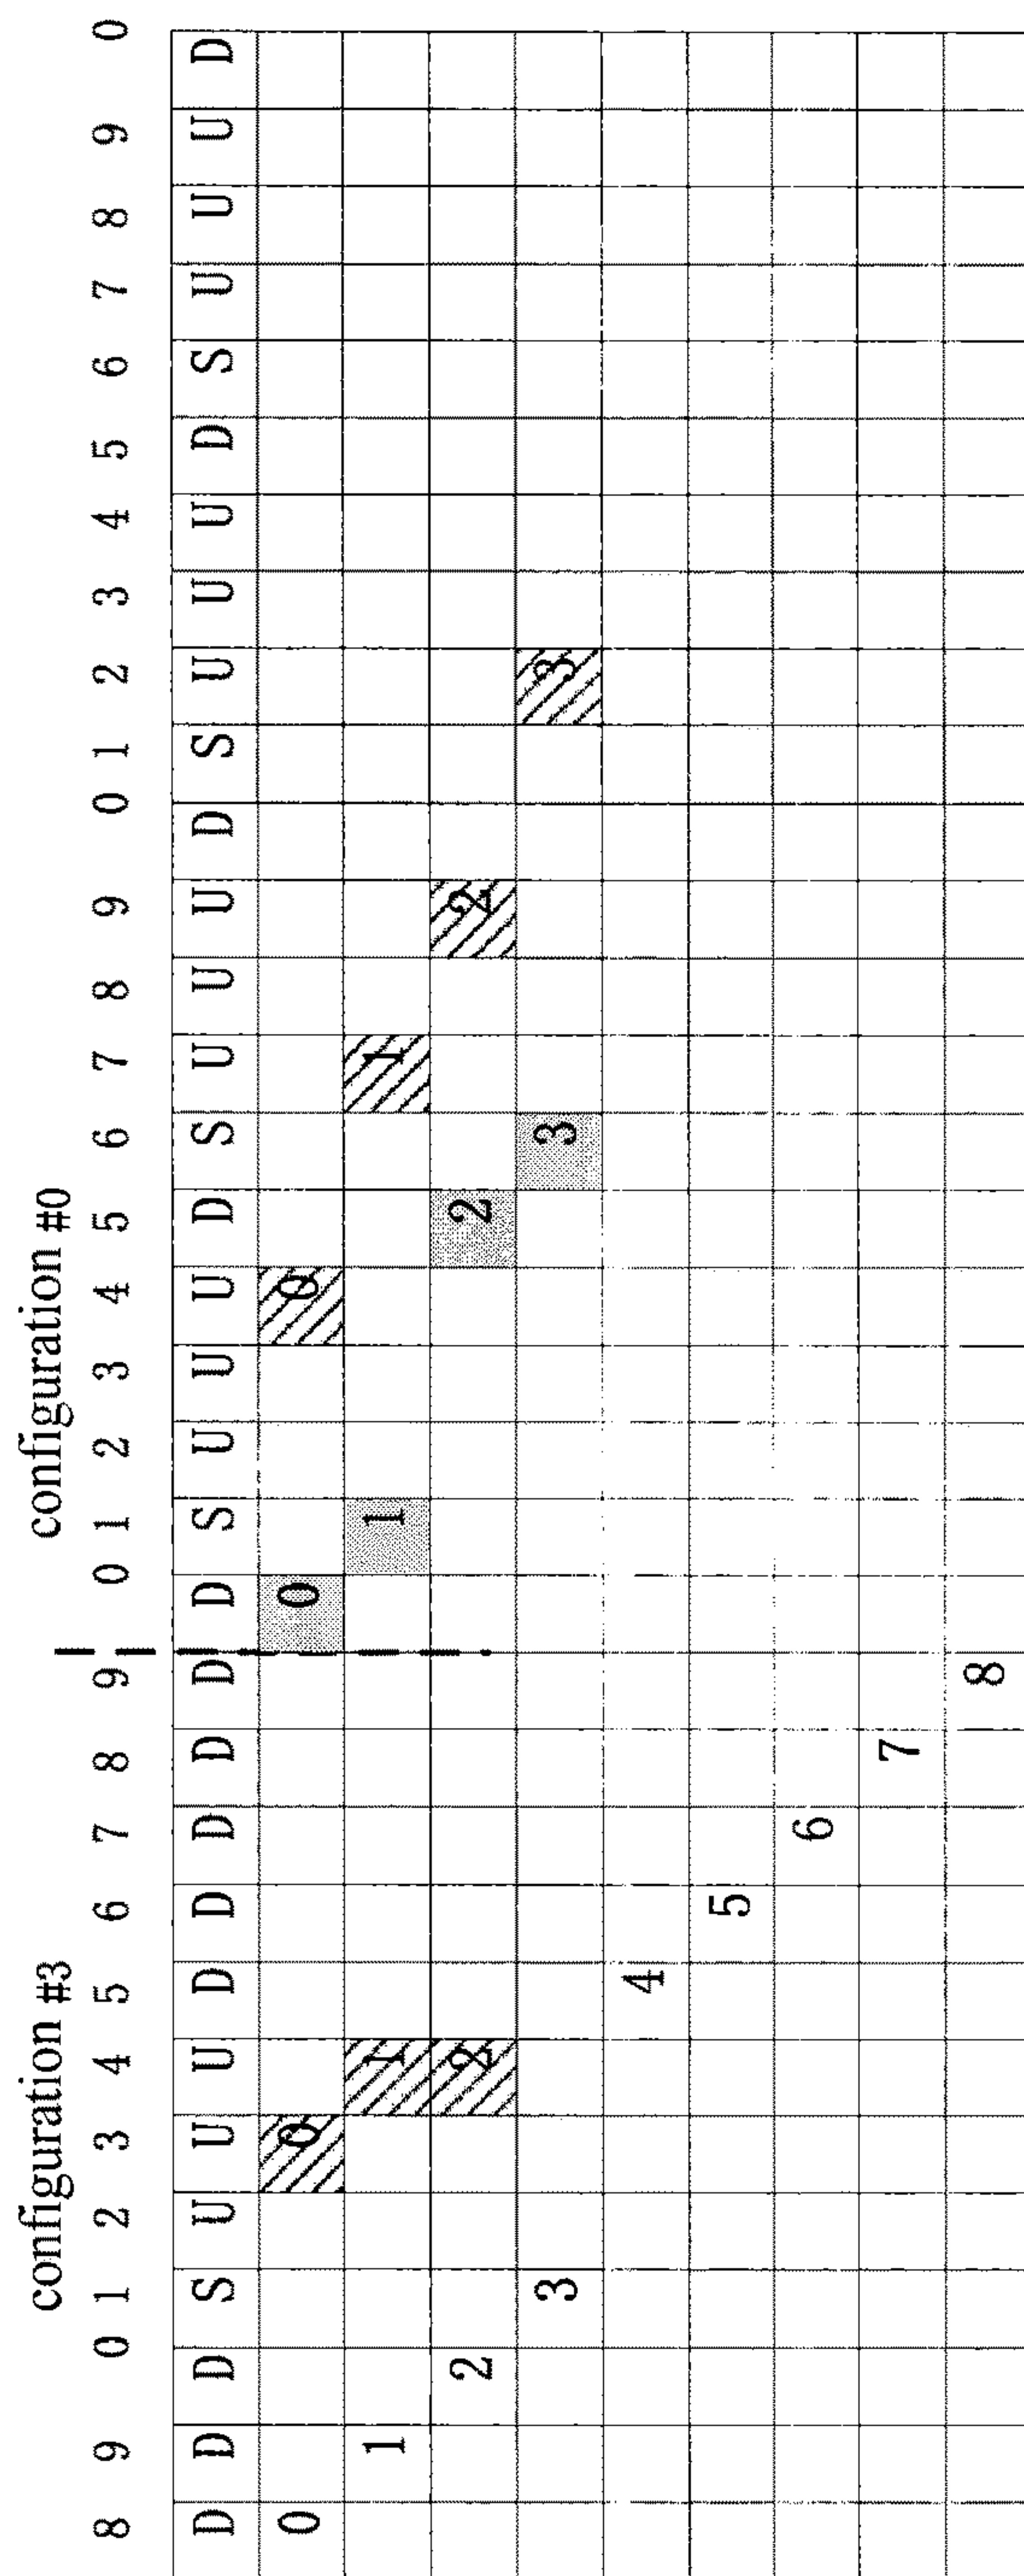 configuration #3 configuration #0
8 9 0 1 2 3 4 5 6 7 8 9 0 1 2 3 4 5 6 7 8 9 0 1 2 3 4 5 6 7 8 9 0
D D D S U U U D D D D D D S U U U D S U U U D S U U U D S U U U D
0 0 0 0
1 1 1 1
2 2 2 2
3 3 3
4
5
6
7
8